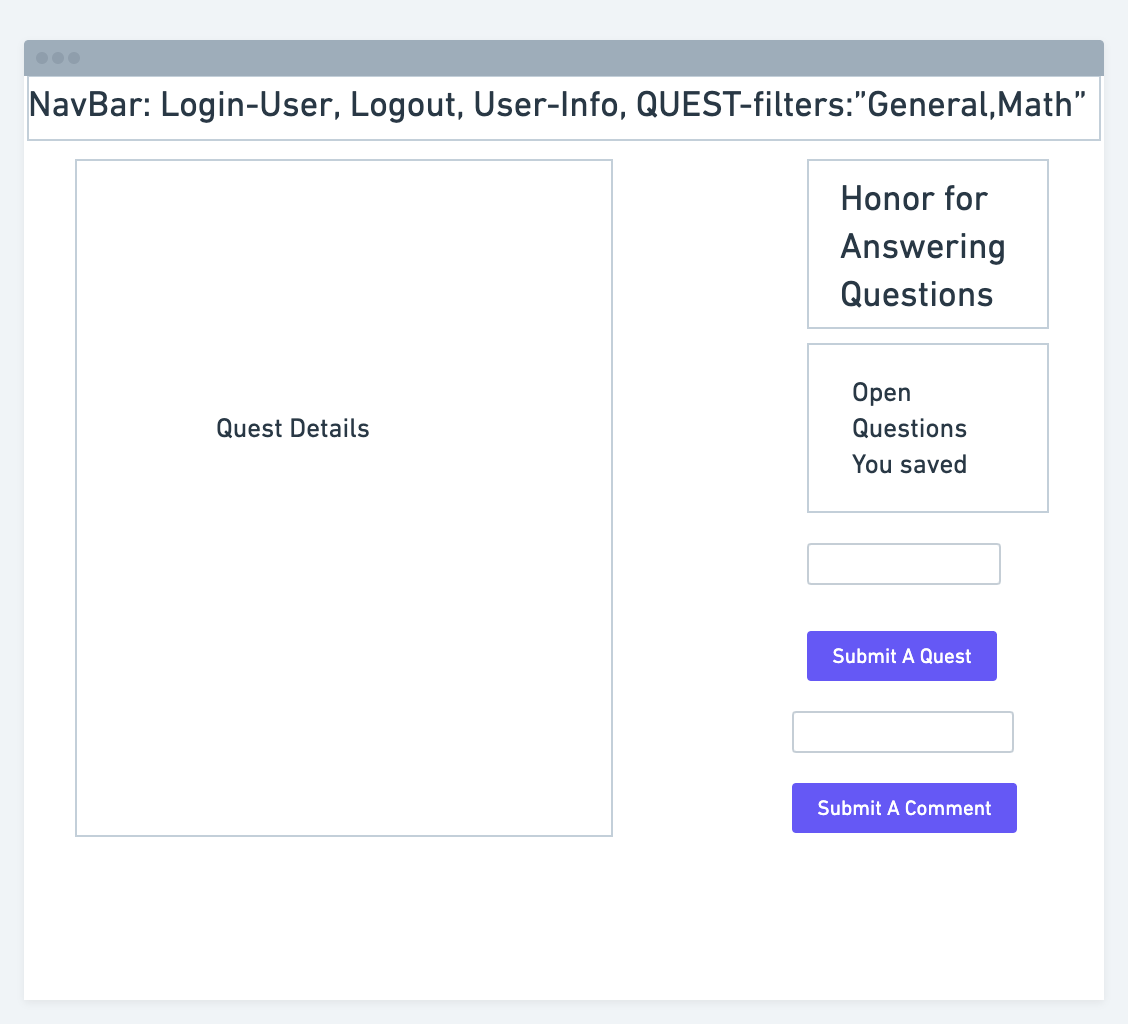 NavBar: Login-User, Logout, User-Info, QUEST-filters:”General,Math”
Quest Details
Honor for
Answering
Questions
Open
Questions
You saved
Submit A Quest
Submit A Comment